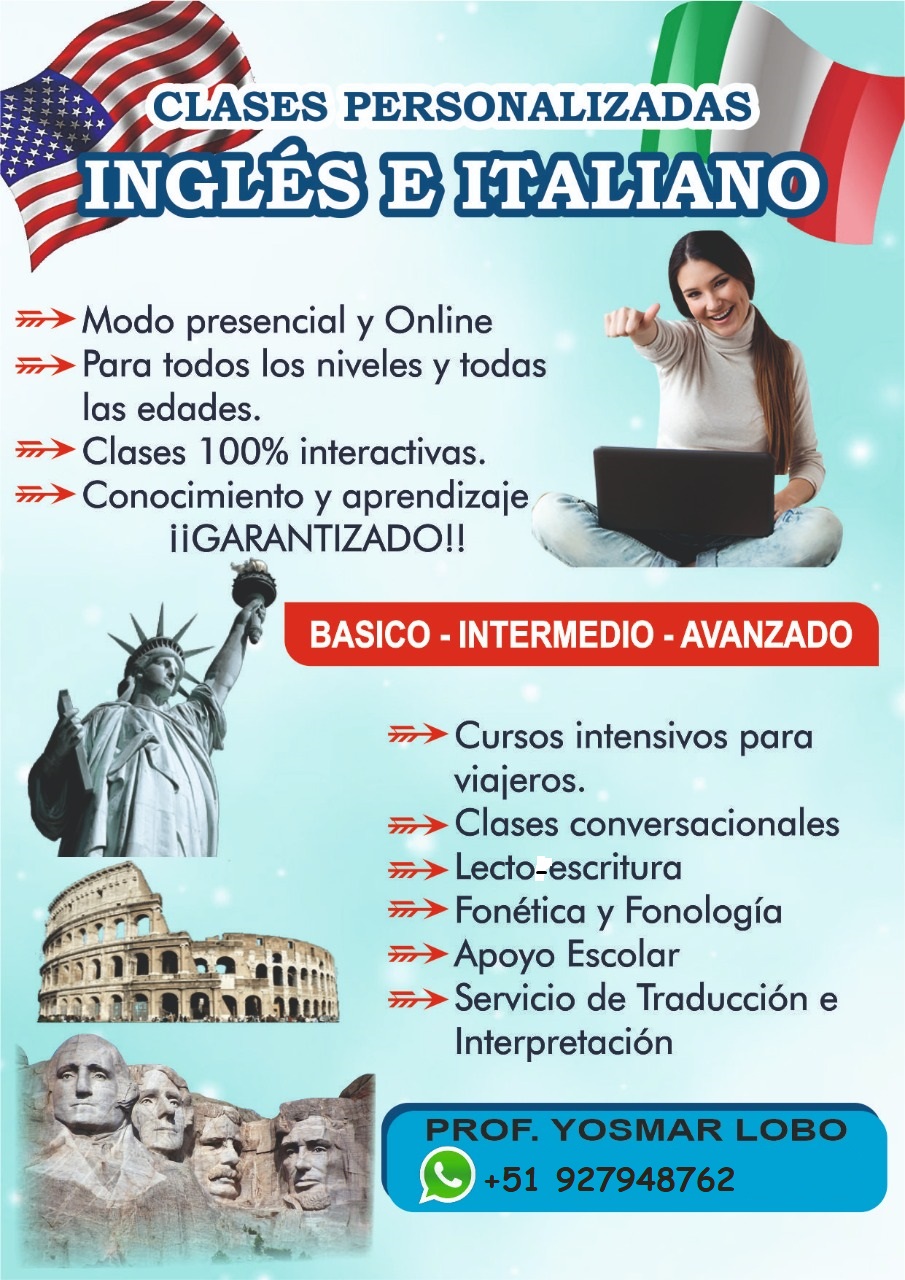 CLASES PERSONALIZADAS
INGLÉS E ITALIANO
Modo presencial y Online
Para todos los niveles y todas
las edades.
Clases 100% interactivas.
Conocimiento y aprendizaje
¡¡GARANTIZADO!!
BASICO - INTERMEDIO - AVANZADO
Cursos intensivos para
viajeros.
Clases conversacionales
Lecto-escritura
Fonética y Fonología
Apoyo Escolar
Servicio de Traducción e
Interpretación
PROF. YOSMAR LOBO
+51 927948762